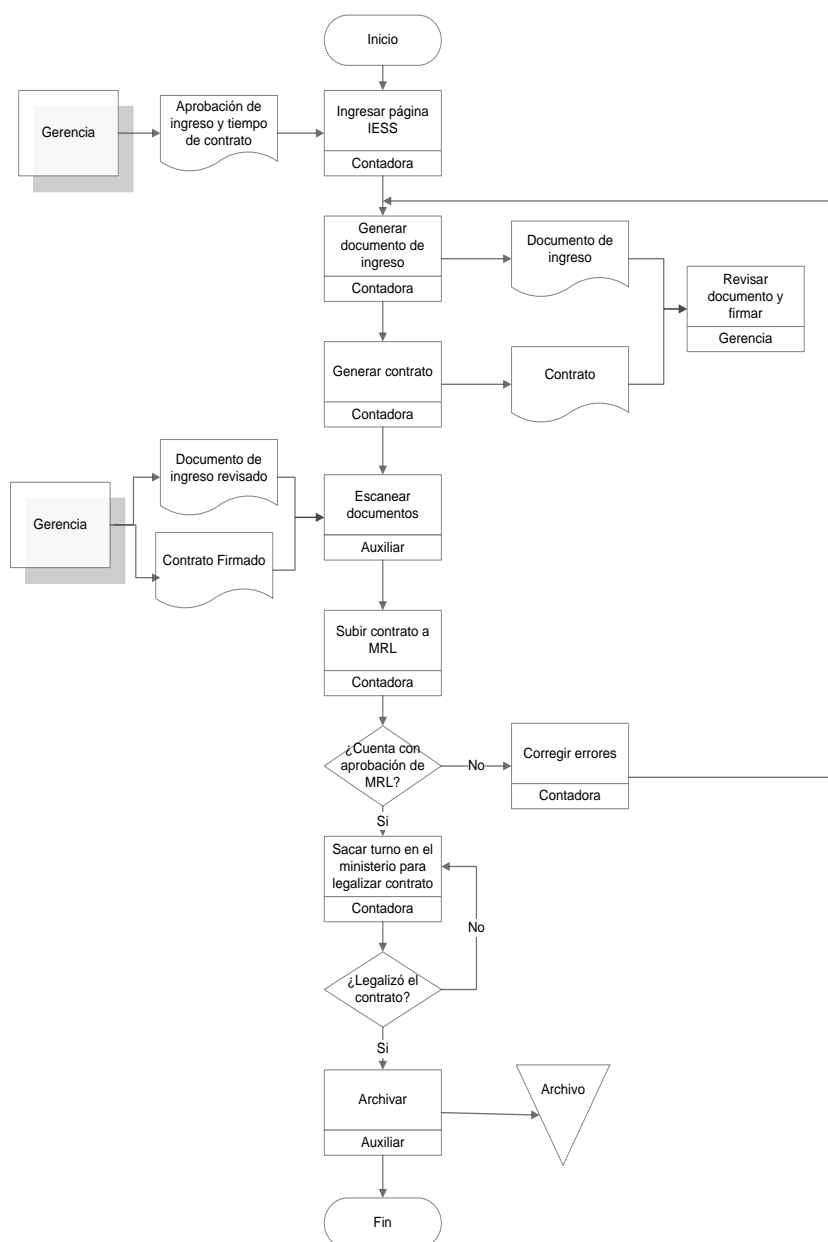 Inicio
Gerencia
Aprobación de
ingreso y tiempo
de contrato
Ingresar página
IESS
Contadora
Generar
documento de
ingreso
Contadora
Documento de
ingreso
Revisar
documento y
firmar
Gerencia
Generar contrato
Contadora
Contrato
Gerencia
Documento de
ingreso revisado
Contrato Firmado
Escanear
documentos
Auxiliar
Subir contrato a
MRL
Contadora
¿Cuenta con
aprobación de
MRL?
No
Corregir errores
Contadora
Si
Sacar turno en el
ministerio para
legalizar contrato
Contadora
No
¿Legalizó el
contrato?
Si
Archivar
Auxiliar
Archivo
Fin